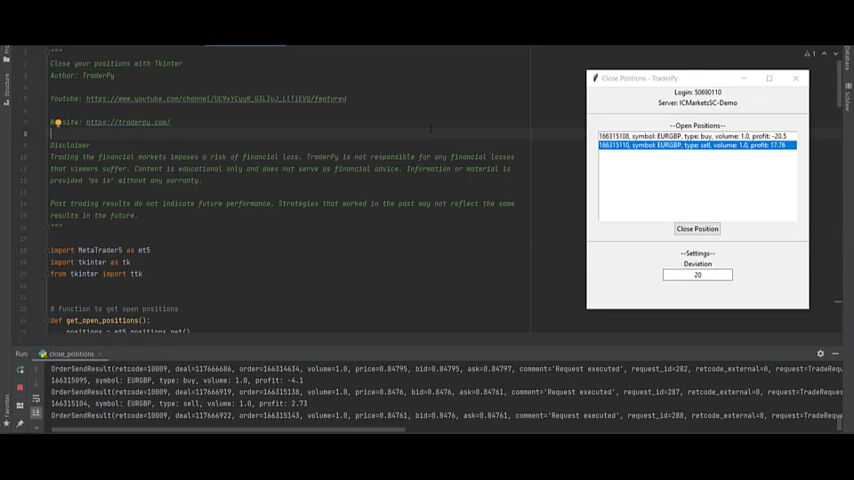 """
Close your positions with Tkinter
Author: TraderPy
Youtube:
Disclaimer
Trading the financial markets imposes a risk of financial loss. TraderPy is not responsible for any financial losses
that viewers suffer. Content is educational only and does not serve as financial advice. Information or material is
provided 'as is' without any warranty.
Past trading results do not indicate future performance. Strategies that worked in the past may not reflect the same
results in the future.
"""
import MetaTrader5 as mt5
import tkinter as tk
from tkinter import ttk
# function to get open positions
def get_open_positions():
positions = mt5.positions_get()
https://traderpy.com/
Close Positions - TraderPy
Login: 50690110
Server: ICMarketsSC-Demo
--Open Positions--
166315108, symbol: EURGBP, type: buy, volume: 1.0, profit: -20.5
166315110, symbol: EURGBP, type: sell, volume: 1.0, profit: 17.76
Close Position
--Settings--
Deviation
20
Run: close_positions
OrderSendResult(retcode=10009, deal=117666686, order=166314634, volume=1.0, price=0.84795, bid=0.84795, ask=0.84797, comment='Request executed', request_id=282, retcode_external=0, request=TradeRequ
166315095, symbol: EURGBP, type: buy, volume: 1.0, profit: -4.1
OrderSendResult(retcode=10009, deal=117666919, order=166315138, volume=1.0, price=0.8476, bid=0.8476, ask=0.84761, comment='Request executed', request_id=287, retcode_external=0, request=TradeReque
166315104, symbol: EURGBP, type: sell, volume: 1.0, profit: 2.73
OrderSendResult(retcode=10009, deal=117666922, order=166315143, volume=1.0, price=0.84761, bid=0.8476, ask=0.84761, comment='Request executed', request_id=288, retcode_external=0, request=TradeRequ
Structure
Favorites
Database
SciView